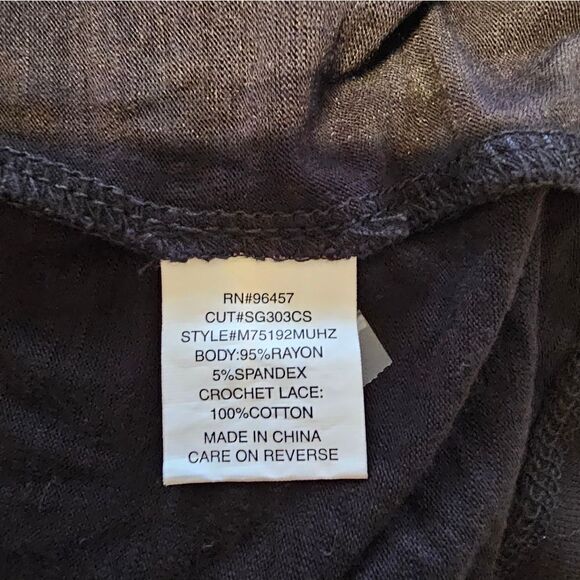 RN#96457
CUT#SG303CS
STYLE#M75192MUHZ
BODY:95%RAYON
5%SPANDEX
CROCHET LACE:
100%COTTON
MADE IN CHINA
CARE ON REVERSE